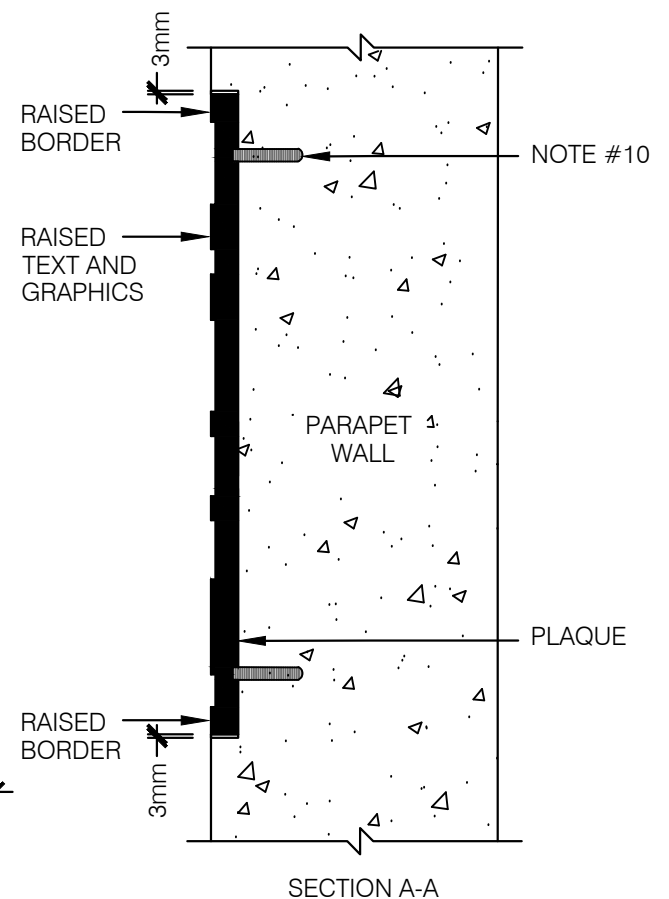 3mm
RAISED
BORDER
NOTE #10
RAISED
TEXT AND
GRAPHICS
PARAPET
WALL
PLAQUE
RAISED
BORDER
3mm
SECTION A-A